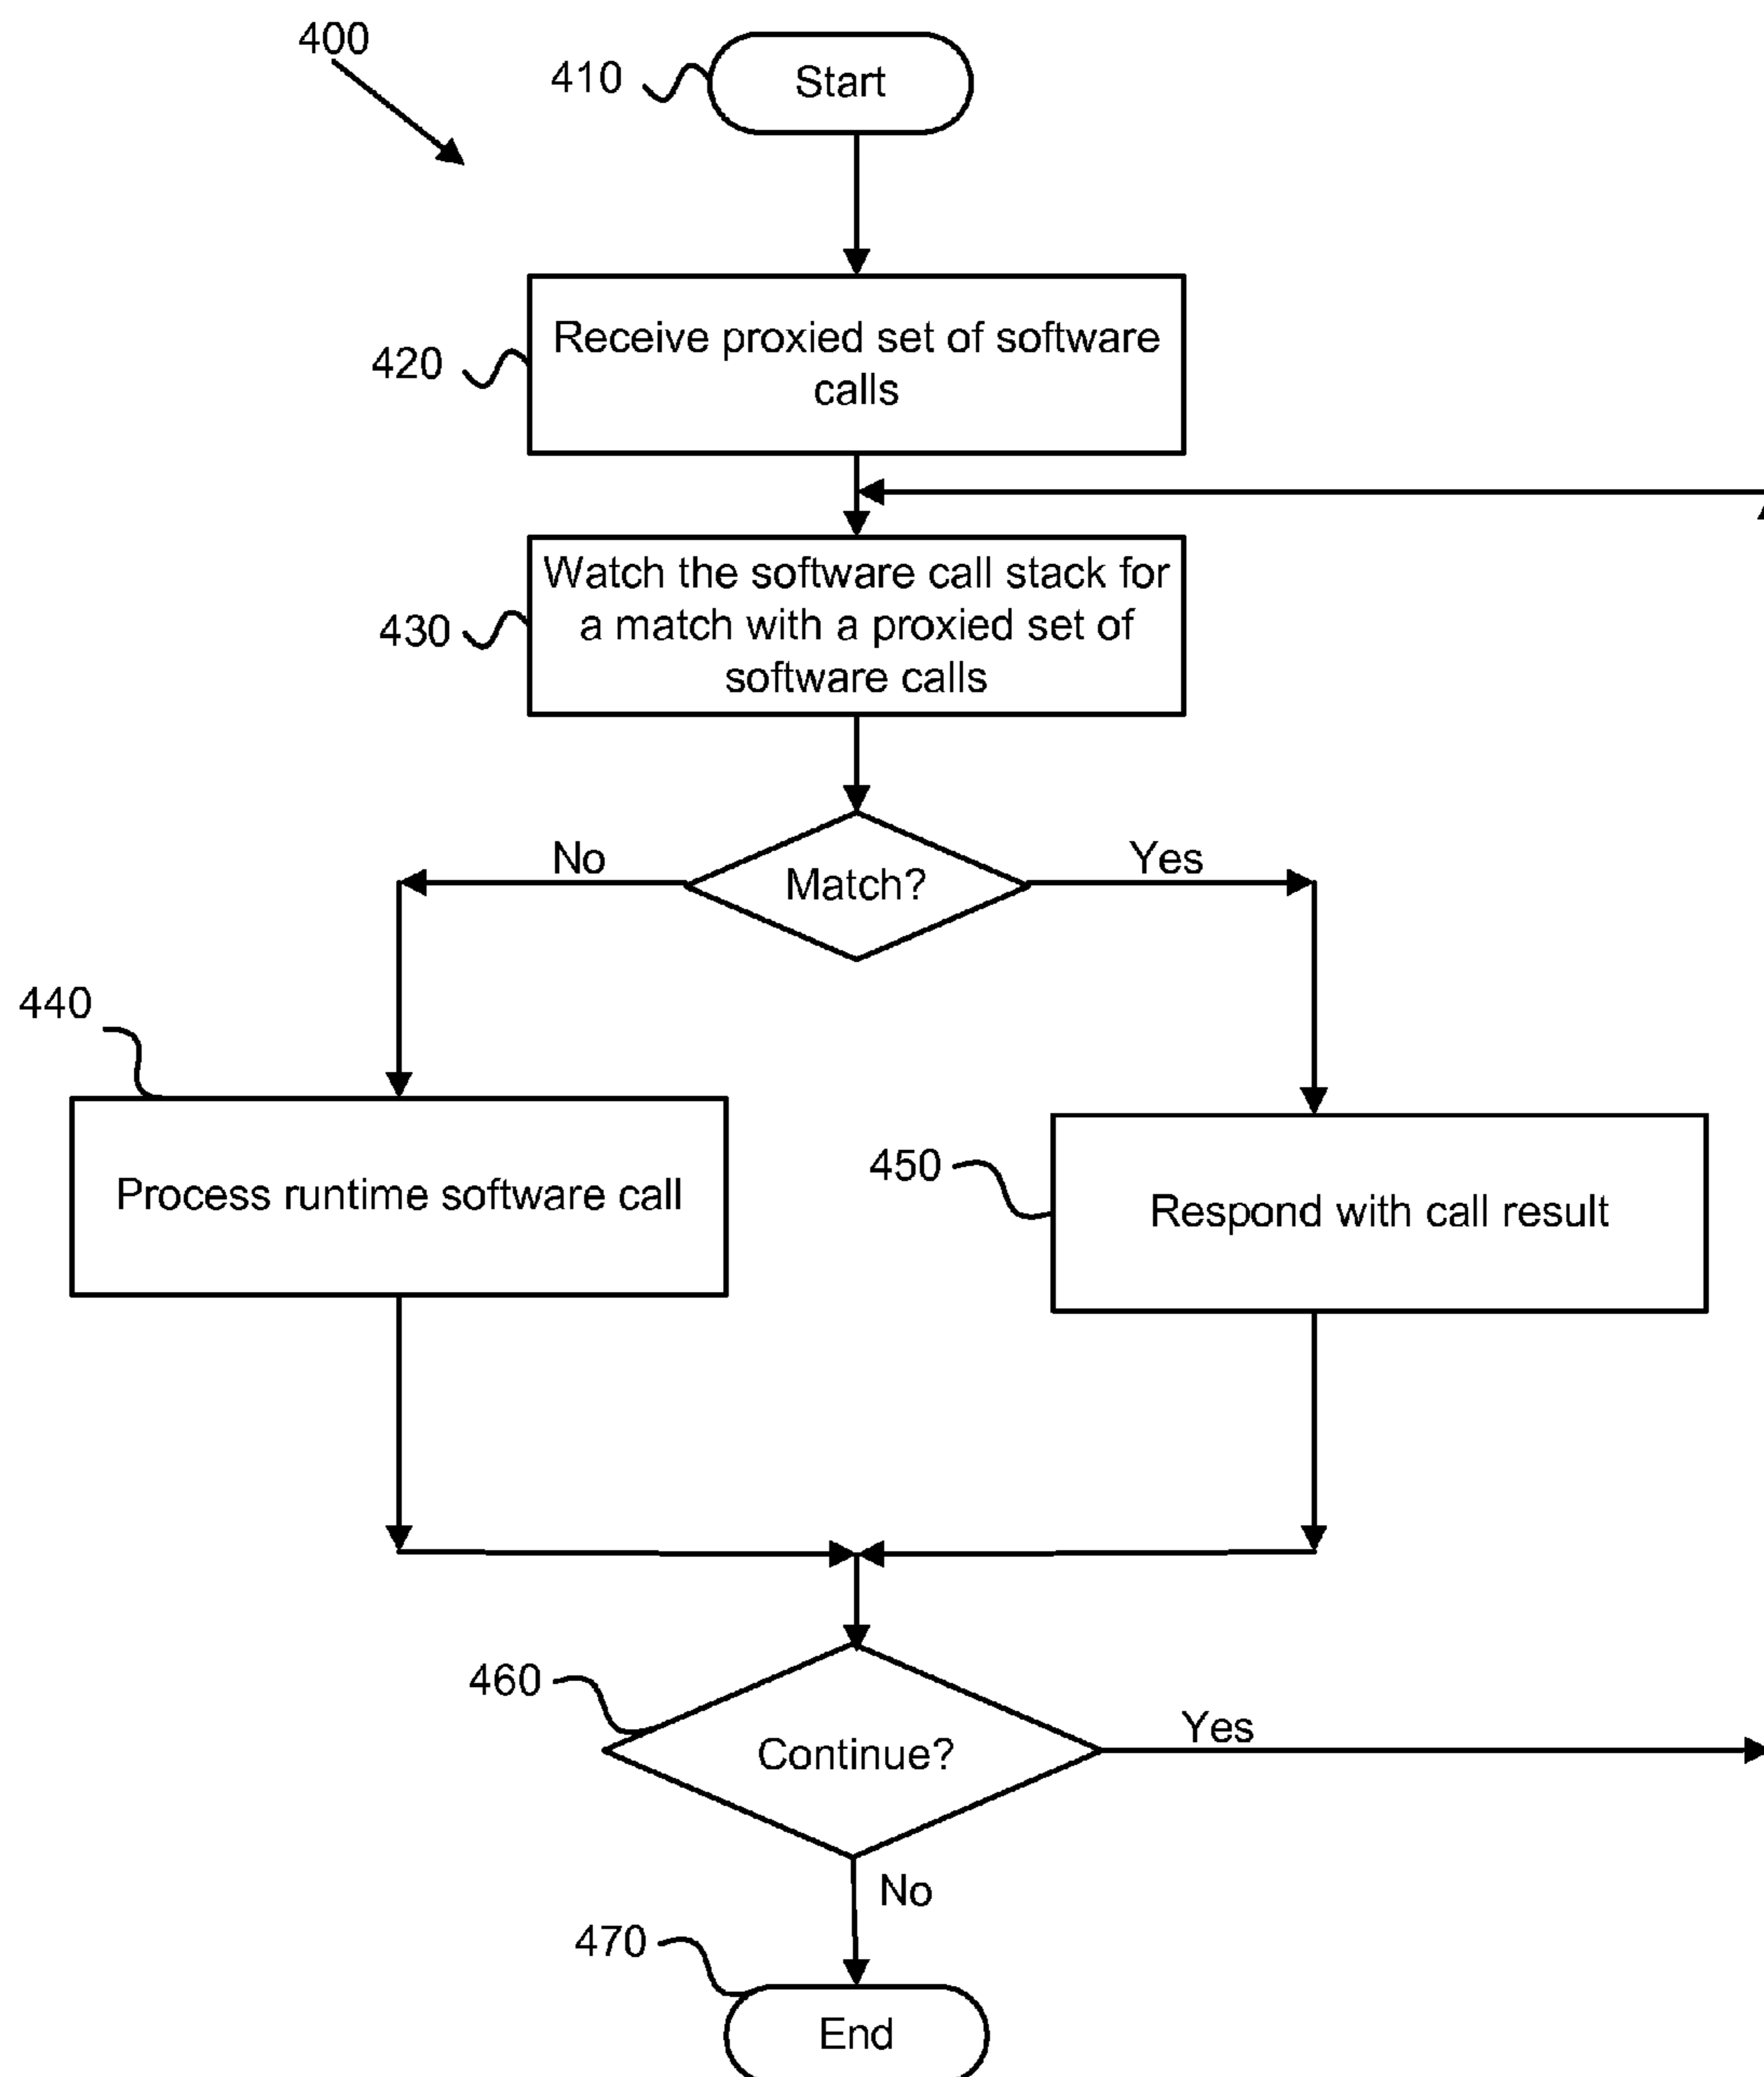 400
410
Start
420
Receive proxied set of software
calls
430
Watch the software call stack for
a match with a proxied set of
software calls
No
Match?
Yes
440
Process runtime software call
450
Respond with call result
460
Continue?
Yes
No
470
End